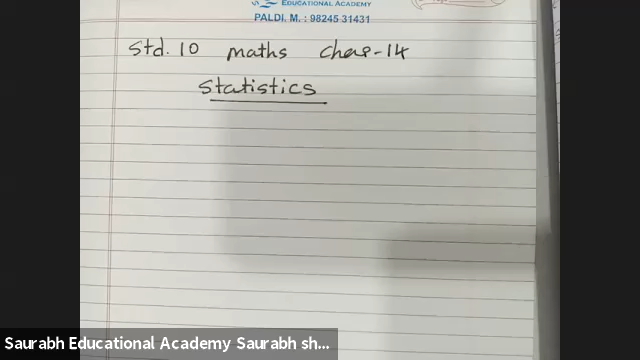 EDUCATIONAL ACADEMY
PALDI. M. : 98245 31431
Std. 10 maths chap-14
Statistics
Saurabh Educational Academy Saurabh sh...